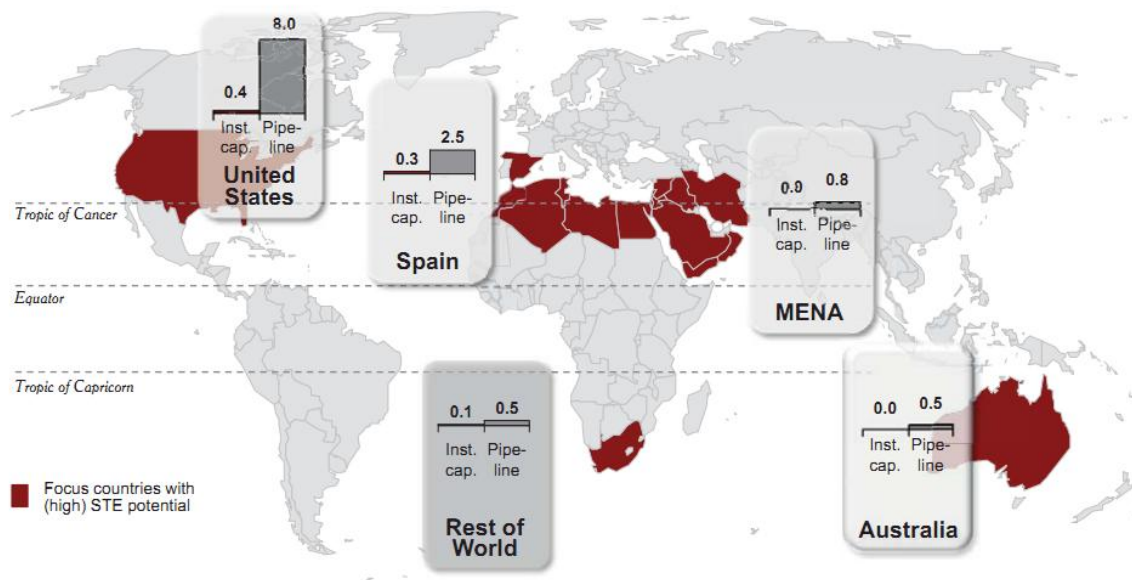 8.0
0.4
Inst. Pipe-
cap. line
United
States
2.5
0.3
Inst. Pipe-
cap. line
Spain
0.8
0.0
Inst. Pipe-
cap. line
MENA
Tropic of Cancer
Equator
Tropic of Capricorn
0.1 0.5
Inst. Pipe-
cap. line
Rest of
World
0.0 0.5
Inst. Pipe-
cap. line
Australia
Focus countries with
(high) STE potential